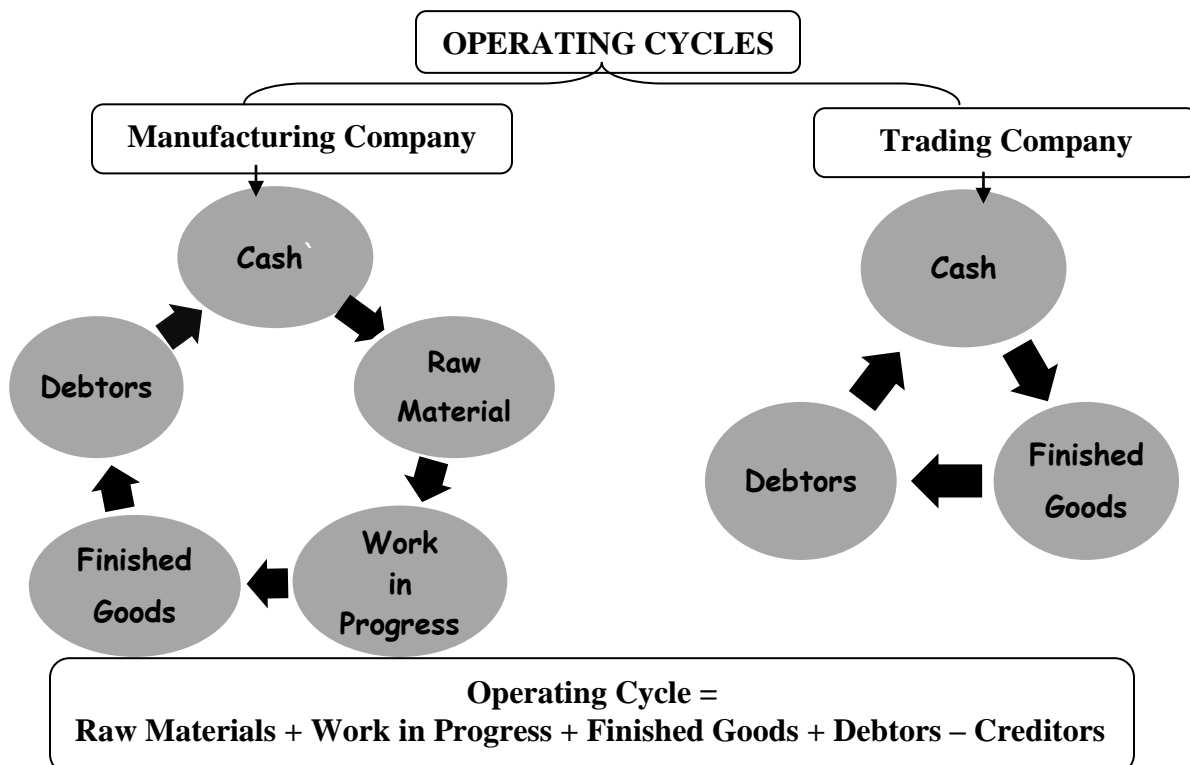 OPERATING CYCLES
Manufacturing Company
Cash`
Raw
Material
Work
in
Progress
Finished
Goods
Debtors
Trading Company
Cash
Finished
Goods
Debtors
Operating Cycle =
Raw Materials + Work in Progress + Finished Goods + Debtors – Creditors